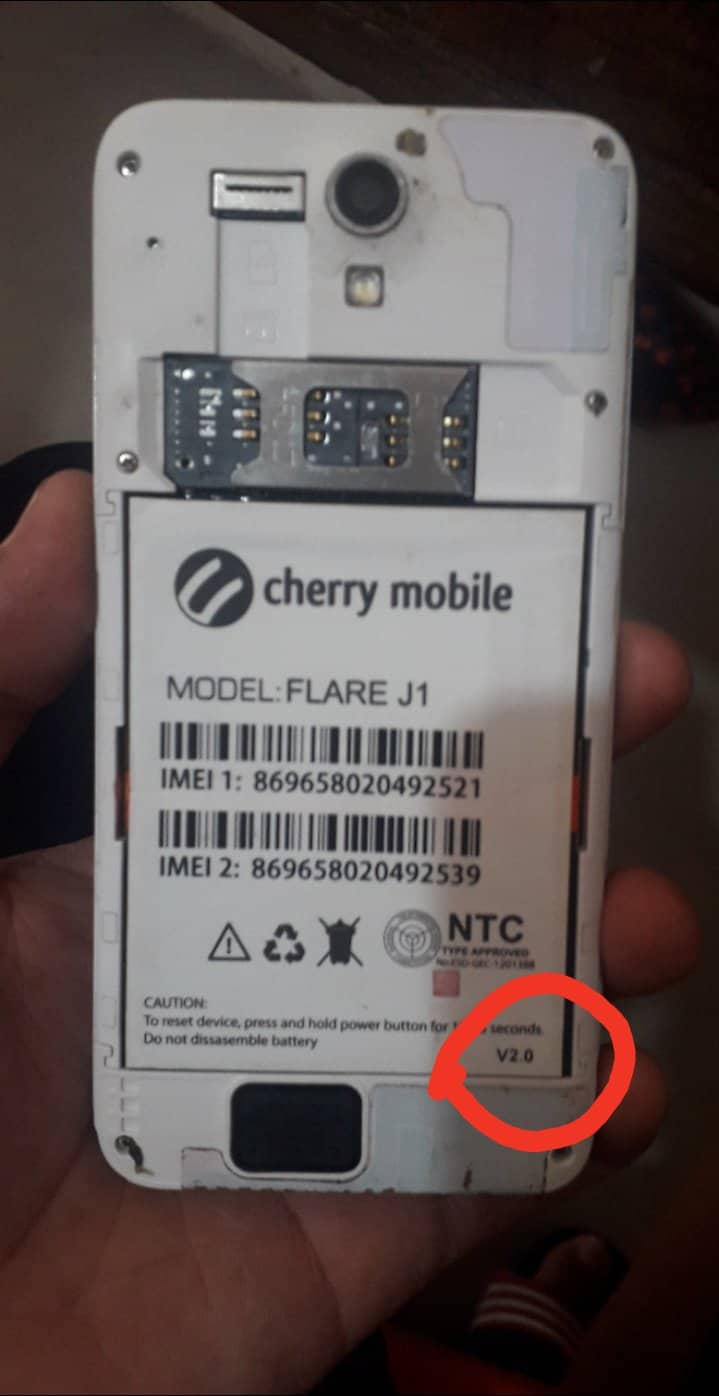 cherry mobile
MODEL: FLARE J1
IMEI 1: 869658020492521
IMEI 2: 869658020492539
NTC
TYPE APPROVED
CAUTION:
To reset device, press and hold power button for seconds.
Do not dissasemble battery
V2.0